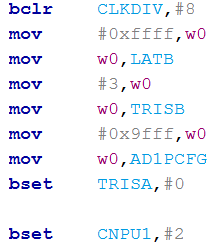 bclr CLKDIV,#8
mov #0xffff,w0
mov w0,LATB
mov #3,w0
mov w0,TRISB
mov #0x9fff,w0
mov w0,AD1PCFG
bset TRISA,#0
bset CNPU1,#2